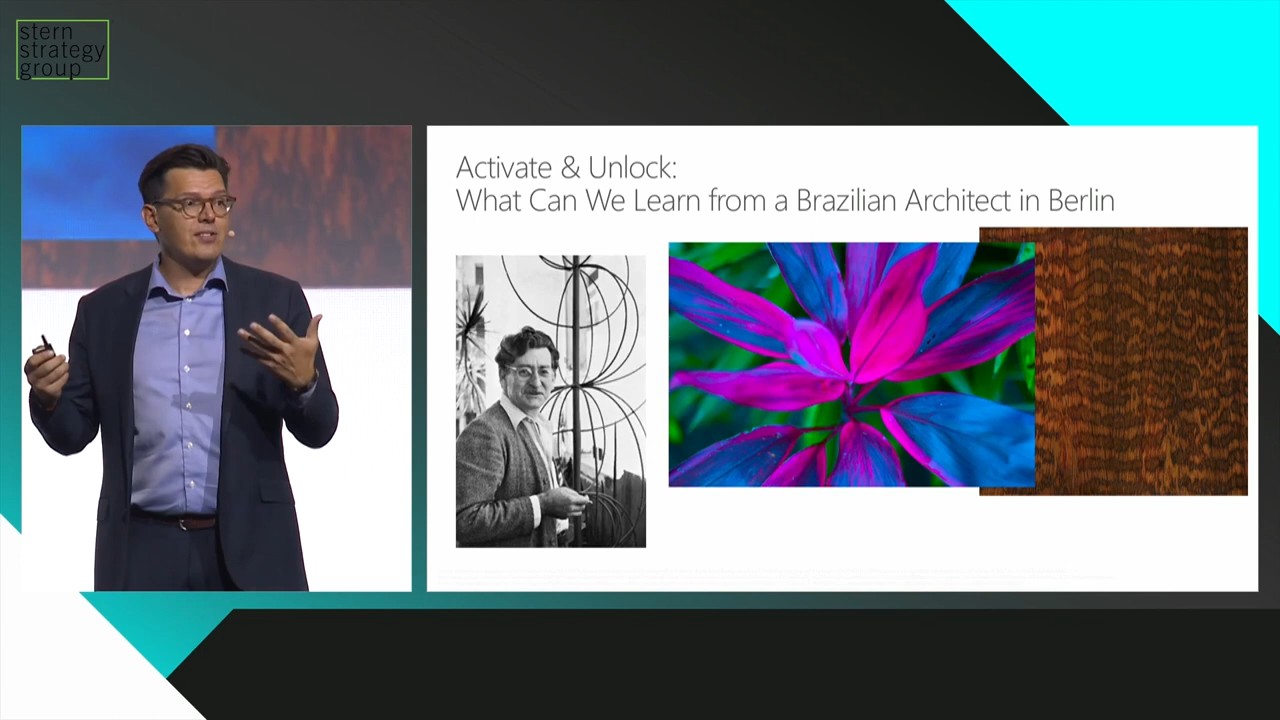 stern
strategy
group
Activate & Unlock:
What Can We Learn from a Brazilian Architect in Berlin